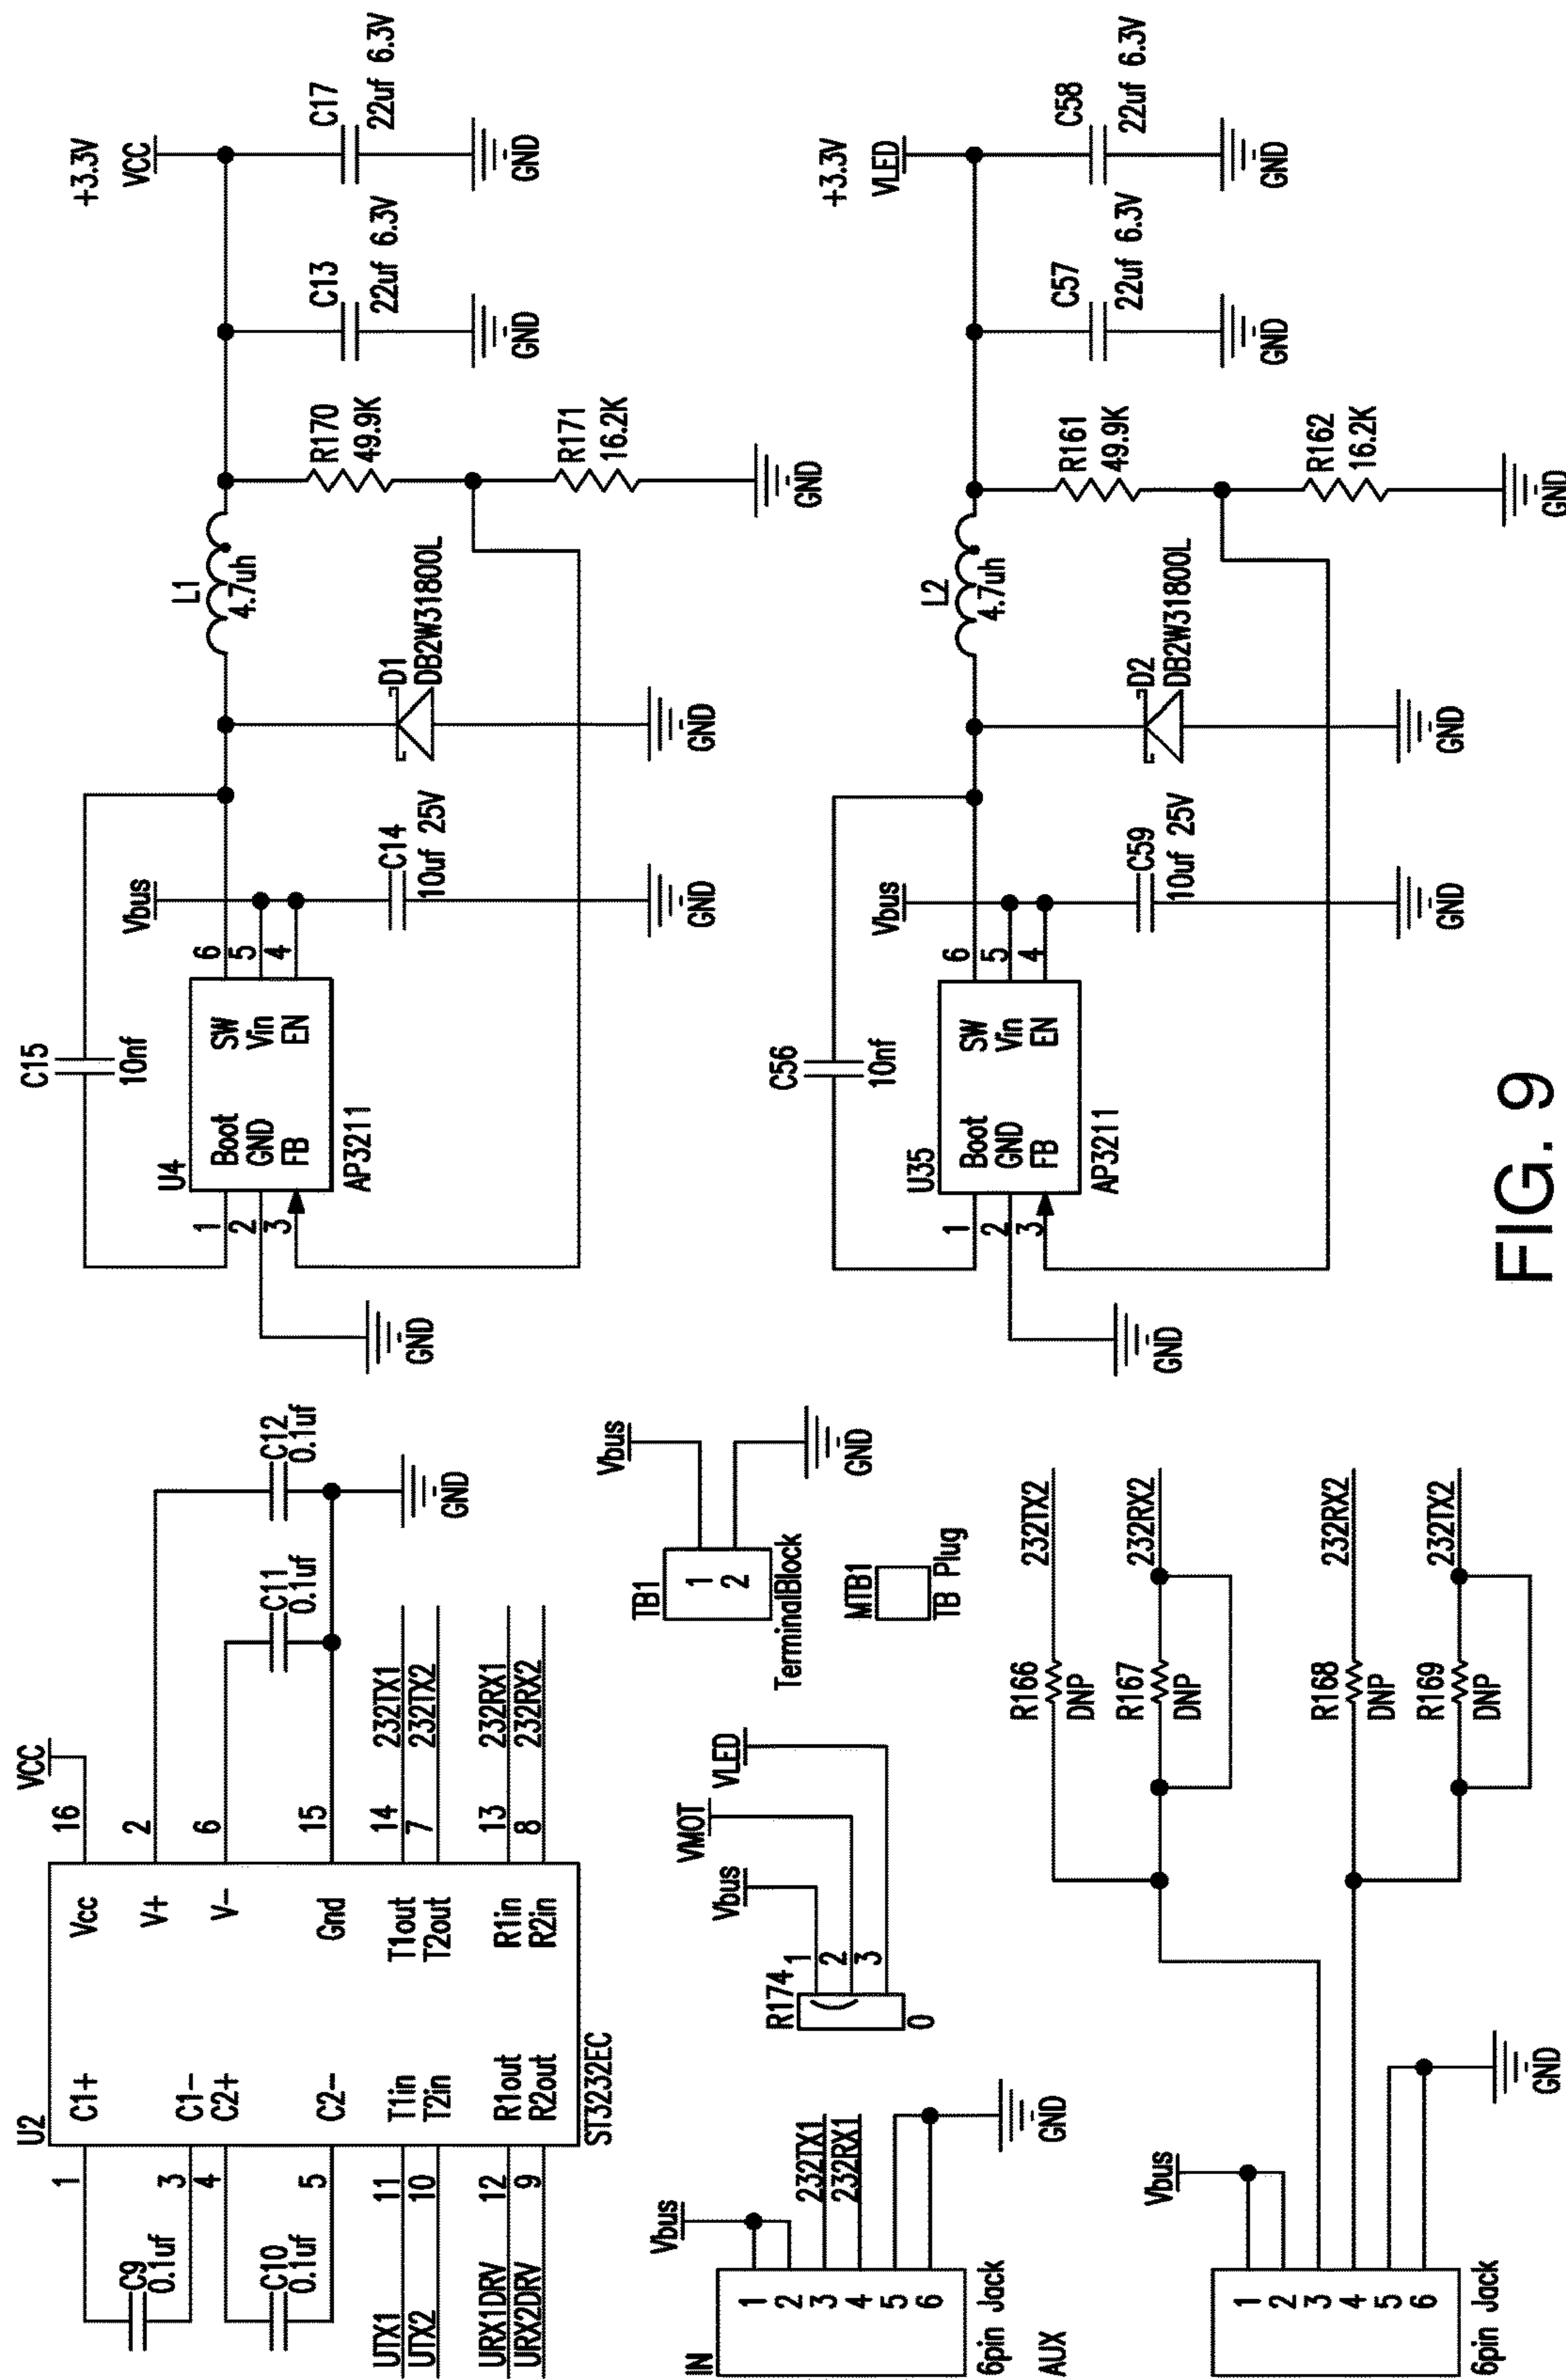 U2
C1+
C1-
C2+
C2-
T1in
T2in
R1out
R2out
Vcc
V+
V-
Gnd
T1out
T2out
R1in
R2in
ST3232EC
1
3
4
5
11
10
12
9
16
2
6
15
14
7
13
8
C9
0.1uf
C10
0.1uf
UTX1
UTX2
URX1DRV
URX2DRV
VCC
C11
0.1uf
C12
0.1uf
GND
232TX1
232TX2
232RX1
232RX2
IN
1
2
3
4
5
6
6pin Jack
Vbus
232TX1
232RX1
GND
R174
1
2
3
0
Vbus
VMOT
VLED
TB1
1
2
TerminalBlock
Vbus
GND
MTB1
TB Plug
AUX
1
2
3
4
5
6
6pin Jack
Vbus
GND
R166
DNP
232TX2
R167
DNP
232RX2
R168
DNP
232RX2
R169
DNP
232TX2
C15
10nf
U4
Boot
GND
FB
SW
Vin
EN
AP3211
1
2
3
6
5
4
GND
Vbus
C14
10uf 25V
GND
D1
DB2W31800L
GND
L1
4.7uh
R170
49.9K
R171
16.2K
GND
C13
22uf 6.3V
GND
+3.3V
VCC
C17
22uf 6.3V
GND
C56
10nf
U35
Boot
GND
FB
SW
Vin
EN
AP3211
1
2
3
6
5
4
GND
Vbus
C59
10uf 25V
GND
D2
DB2W31800L
GND
L2
4.7uh
R161
49.9K
R162
16.2K
GND
C57
22uf 6.3V
GND
+3.3V
VLED
C58
22uf 6.3V
GND
FIG. 9